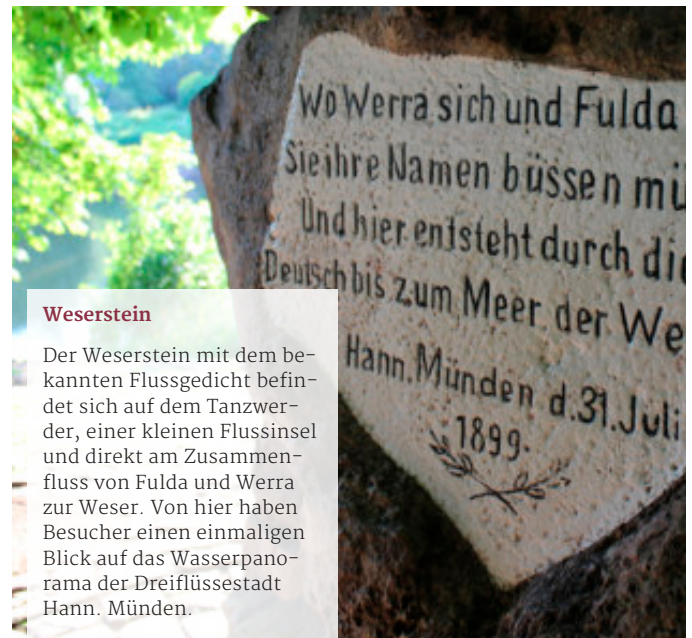 Wo Werra sich und Fulda
Sie ihre Namen büssen mü
Und hier entsteht durch die
Deutsch bis zum Meer der We
Hann. Münden d. 31. Juli
1899.
Weserstein
Der Weserstein mit dem be-
kannten Flussgedicht befin-
det sich auf dem Tanzwer-
der, einer kleinen Flussinsel
und direkt am Zusammen-
fluss von Fulda und Werra
zur Weser. Von hier haben
Besucher einen einmaligen
Blick auf das Wasserpano-
rama der Dreiflüssestadt
Hann. Münden.